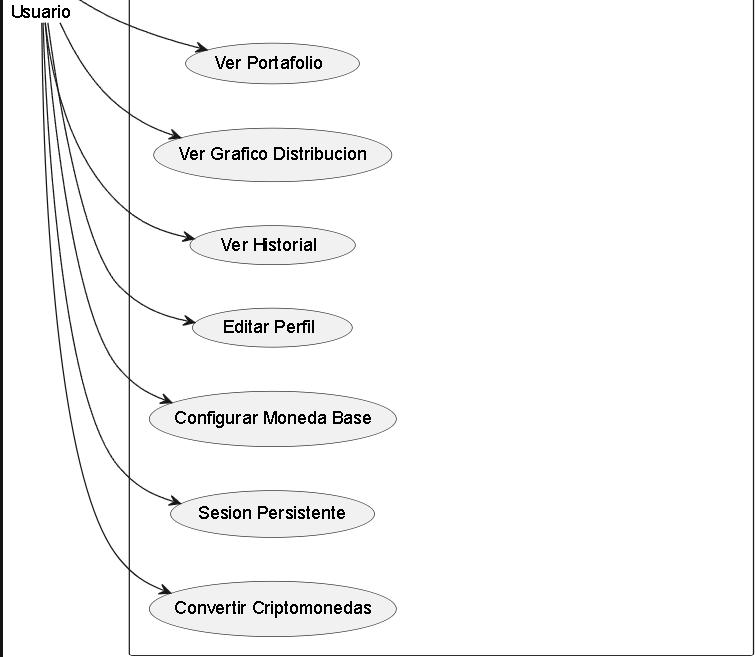 Usuario
Ver Portafolio
Ver Grafico Distribucion
Ver Historial
Editar Perfil
Configurar Moneda Base
Sesion Persistente
Convertir Criptomonedas